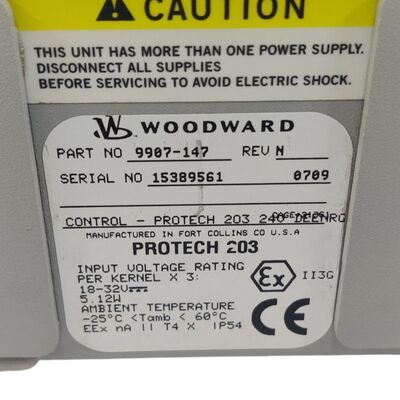 ⚠ CAUTION
THIS UNIT HAS MORE THAN ONE POWER SUPPLY.
DISCONNECT ALL SUPPLIES
BEFORE SERVICING TO AVOID ELECTRIC SHOCK.
WOODWARD
PART NO 9907-147 REV N
SERIAL NO 15389561 0709
CONTROL - PROTECH 203 240
MANUFACTURED IN FORT COLLINS CO U.S.A
PROTECH 203
INPUT VOLTAGE RATING
PER KERNEL X 3:
18-32V⎓
5.12W
AMBIENT TEMPERATURE
-25°C <Tamb < 60°C
EEx nA II T4 X IP54
Ex II3G
CE